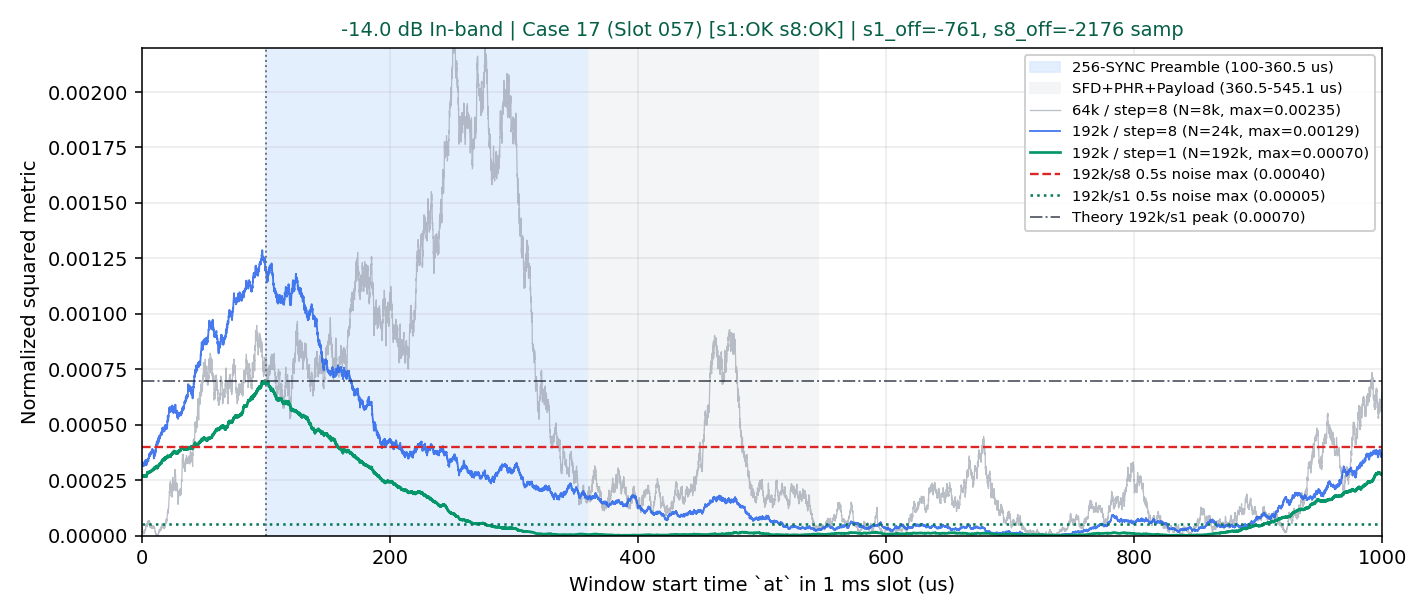 -14.0 dB In-band | Case 17 (Slot 057) [s1:OK s8:OK] | s1_off=-761, s8_off=-2176 samp
256-SYNC Preamble (100-360.5 us)
SFD+PHR+Payload (360.5-545.1 us)
64k / step=8 (N=8k, max=0.00235)
192k / step=8 (N=24k, max=0.00129)
192k / step=1 (N=192k, max=0.00070)
192k/s8 0.5s noise max (0.00040)
192k/s1 0.5s noise max (0.00005)
Theory 192k/s1 peak (0.00070)
Normalized squared metric
0.00200
0.00175
0.00150
0.00125
0.00100
0.00075
0.00050
0.00025
0.00000
0 200 400 600 800 1000
Window start time `at` in 1 ms slot (us)